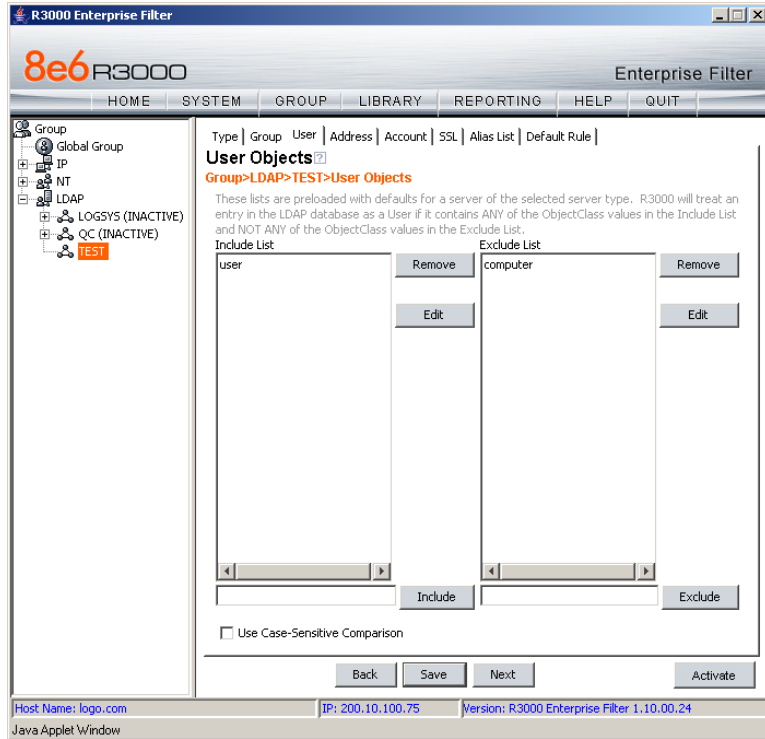 R3000 Enterprise Filter
8e6 R3000
Enterprise Filter
HOME SYSTEM GROUP LIBRARY REPORTING HELP QUIT
Group
Global Group
IP
NT
LDAP
LOGSYS (INACTIVE)
QC (INACTIVE)
TEST
Type Group User Address Account SSL Alias List Default Rule
User Objects ?
Group>LDAP>TEST>User Objects
These lists are preloaded with defaults for a server of the selected server type. R3000 will treat an
entry in the LDAP database as a User if it contains ANY of the ObjectClass values in the Include List
and NOT ANY of the ObjectClass values in the Exclude List.
Include List
Exclude List
user
Remove
computer
Remove
Edit
Edit
Include
Exclude
Use Case-Sensitive Comparison
Back Save Next Activate
Host Name: logo.com IP: 200.10.100.75 Version: R3000 Enterprise Filter 1.10.00.24
Java Applet Window